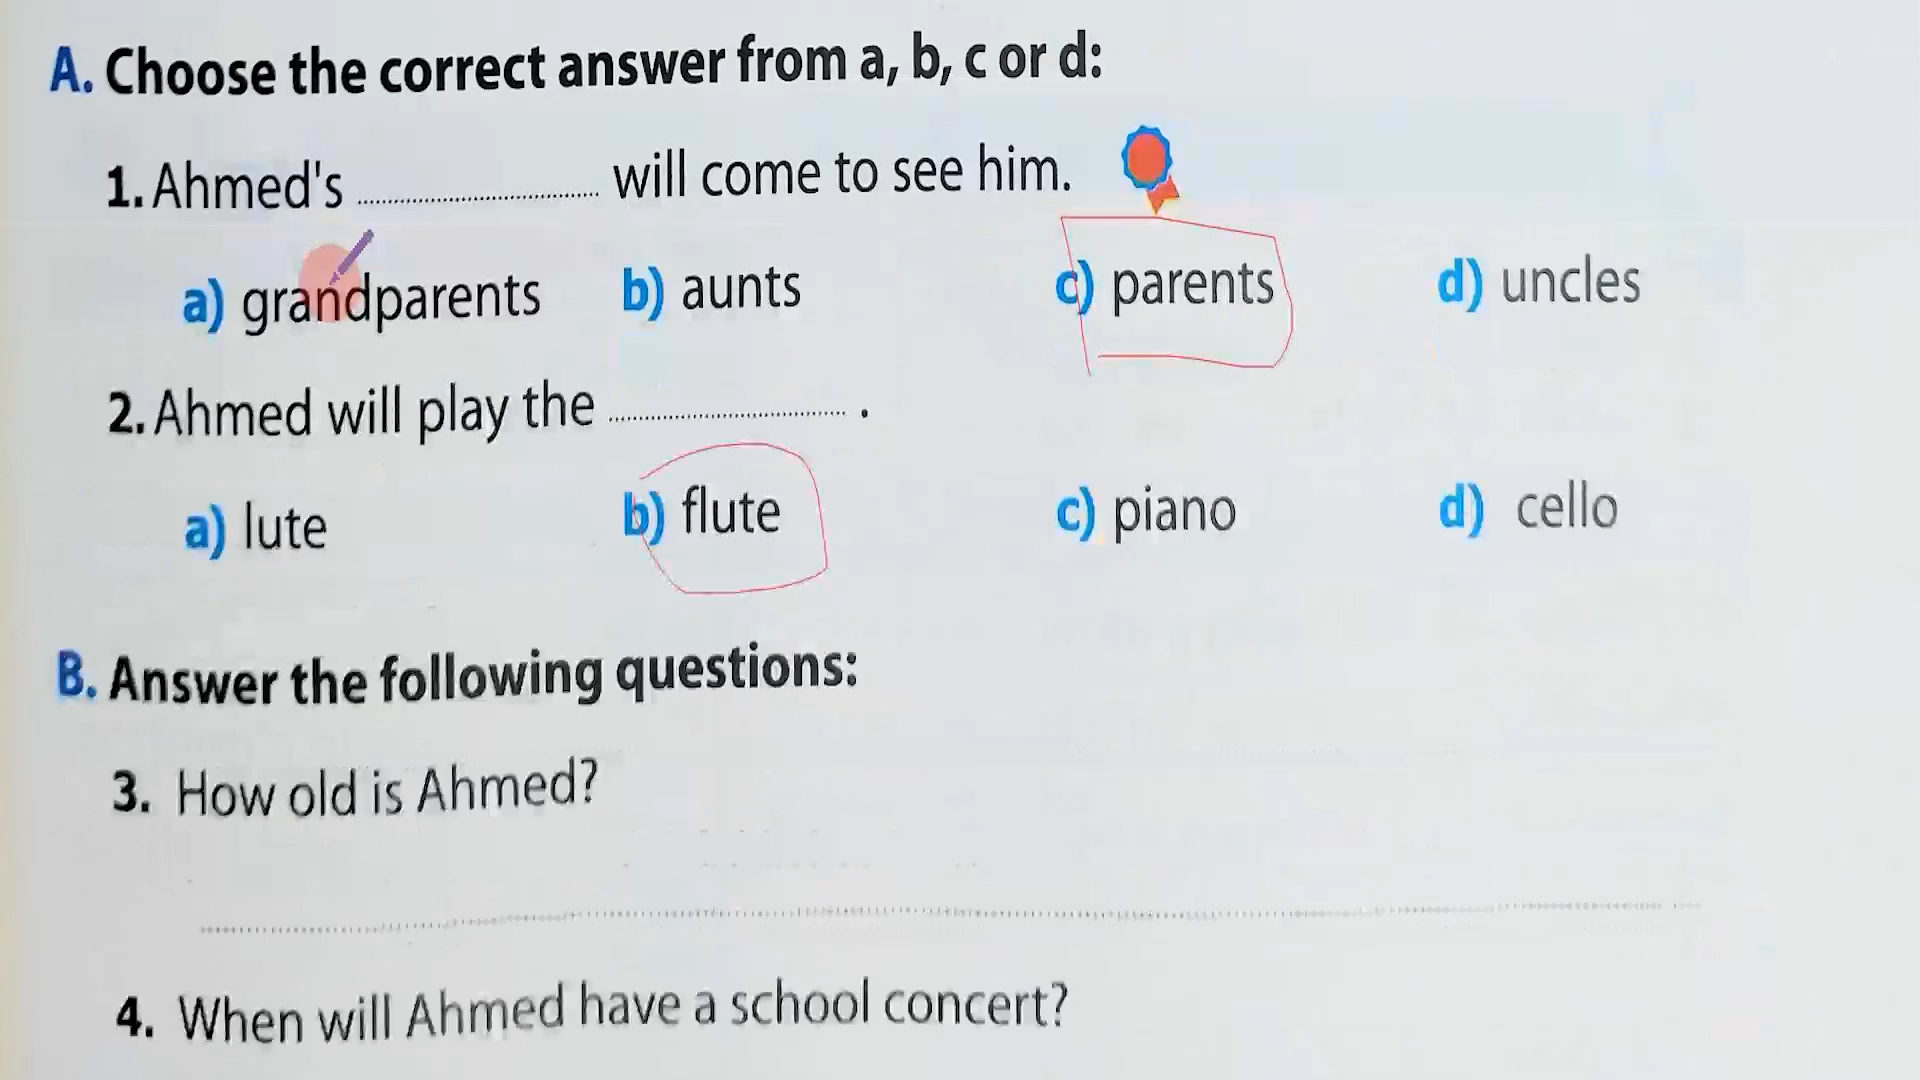 A. Choose the correct answer from a, b, c or d:
1. Ahmed's .................... will come to see him.
a) grandparents b) aunts c) parents d) uncles
2. Ahmed will play the .................... .
a) lute b) flute c) piano d) cello
B. Answer the following questions:
3. How old is Ahmed?
4. When will Ahmed have a school concert?